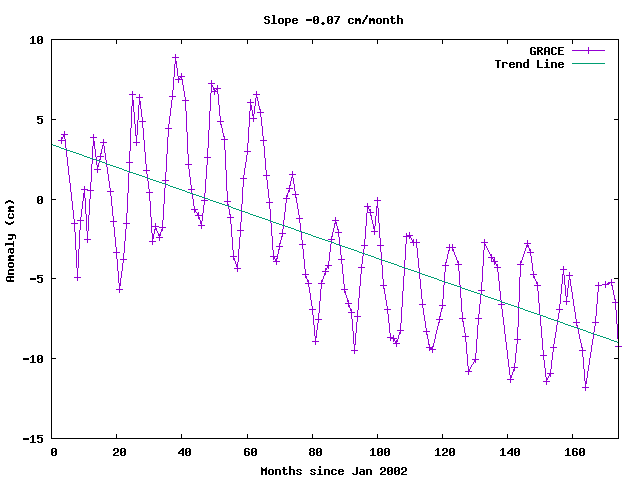 Slope -0.07 cm/month
GRACE
Trend Line
10
5
0
-5
-10
-15
Anomaly (cm)
0 20 40 60 80 100 120 140 160
Months since Jan 2002